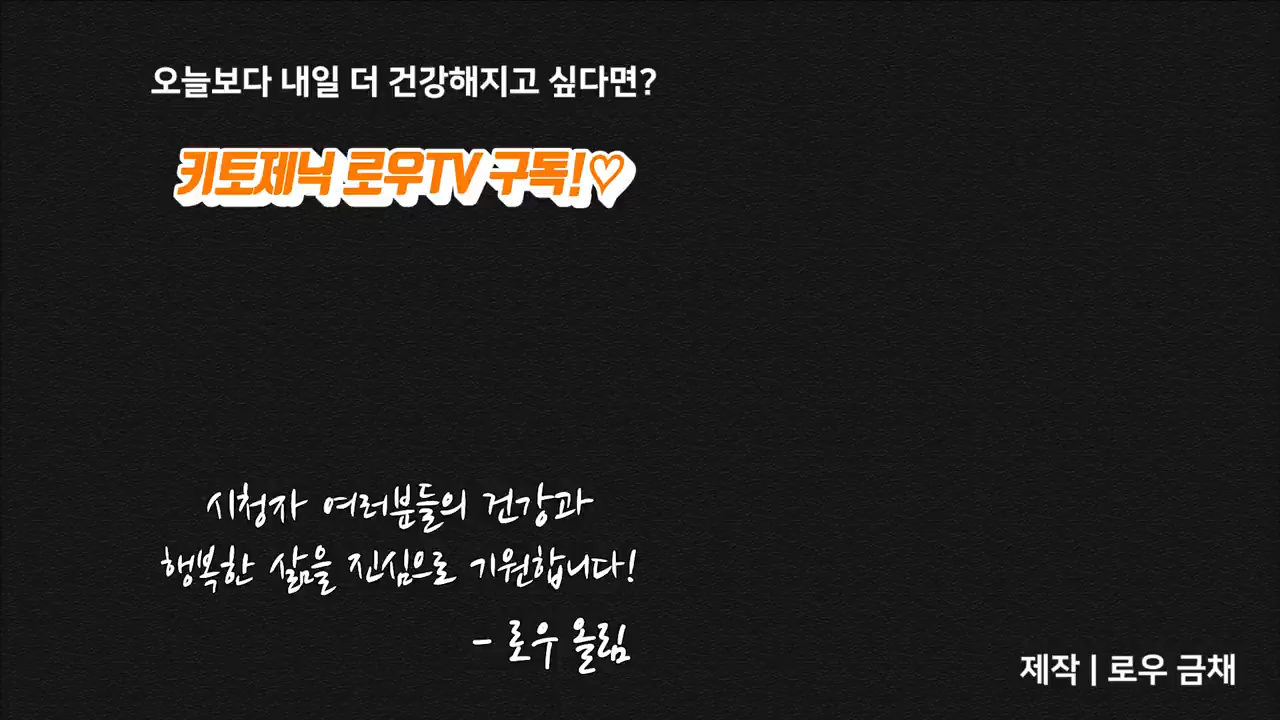 오늘보다 내일 더 건강해지고 싶다면?
키토제닉 로우TV 구독!♡
시청자 여러분들의 건강과
행복한 삶을 진심으로 기원합니다!
- 로우 올림
제작 | 로우 금채